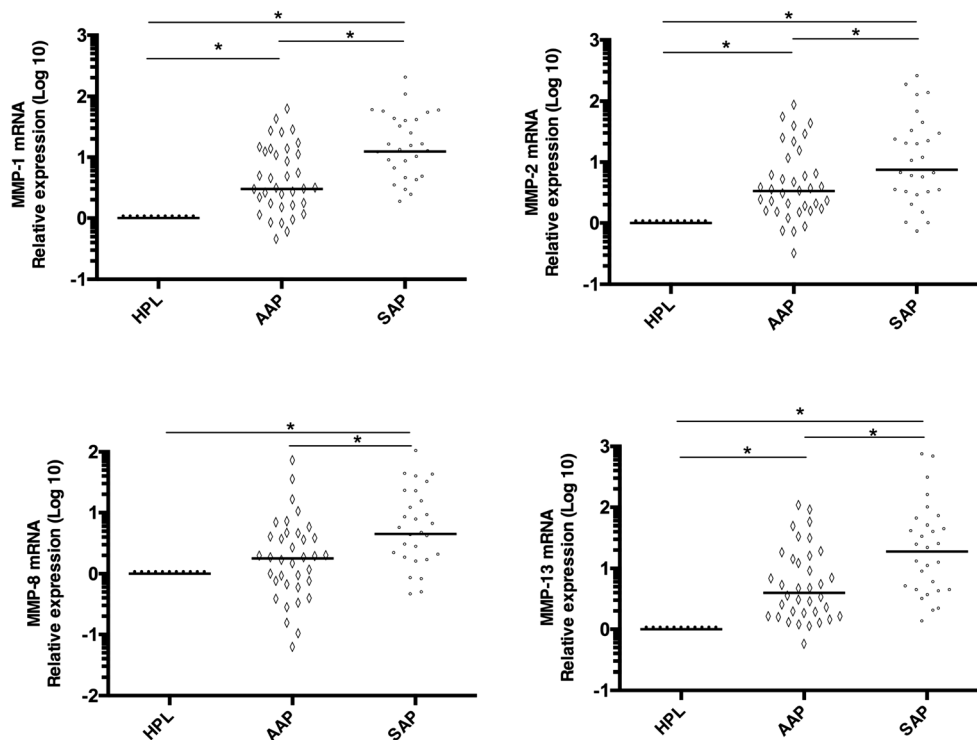 *
*
*
MMP-1 mRNA
Relative expression (Log 10)
3
2
1
0
-1
HPL
AAP
SAP
*
*
*
MMP-2 mRNA
Relative expression (Log 10)
3
2
1
0
-1
HPL
AAP
SAP
*
*
MMP-8 mRNA
Relative expression (Log 10)
2
1
0
-1
-2
HPL
AAP
SAP
*
*
*
MMP-13 mRNA
Relative expression (Log 10)
3
2
1
0
-1
HPL
AAP
SAP